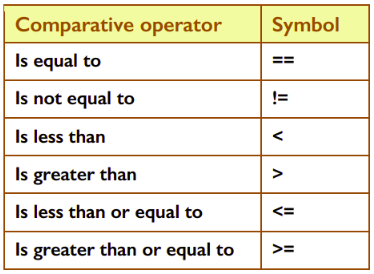 Comparative operator Symbol
Is equal to ==
Is not equal to !=
Is less than <
Is greater than >
Is less than or equal to <=
Is greater than or equal to >=